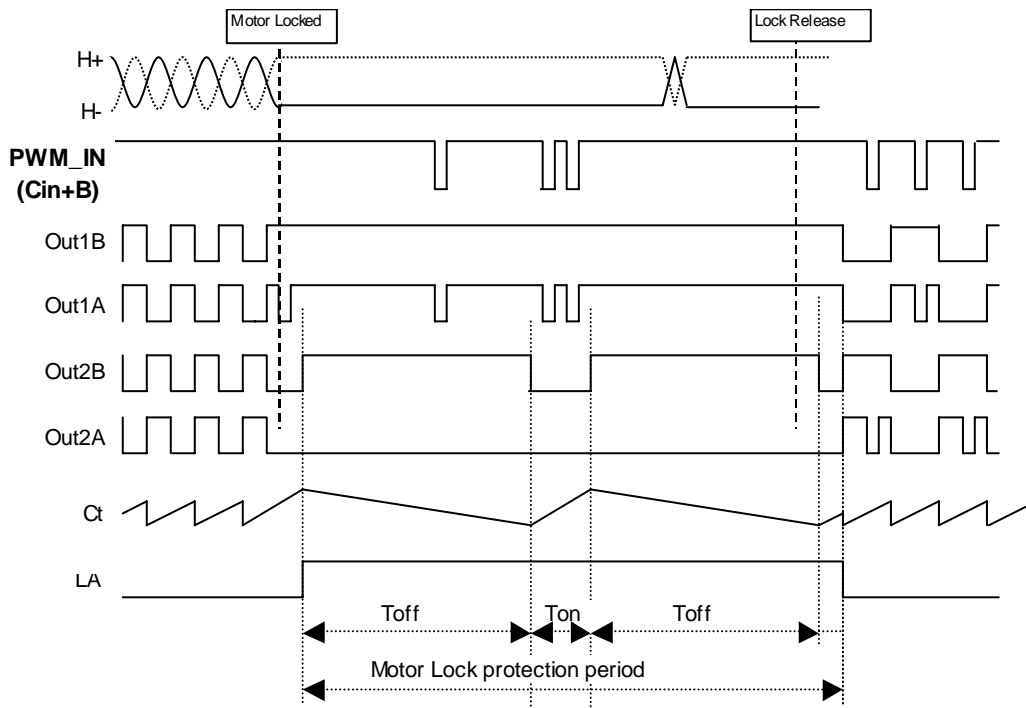 Motor Locked
Lock Release
H+
H-
PWM_IN
(Cin+B)
Out1B
Out1A
Out2B
Out2A
Ct
LA
Toff
Ton
Toff
Motor Lock protection period